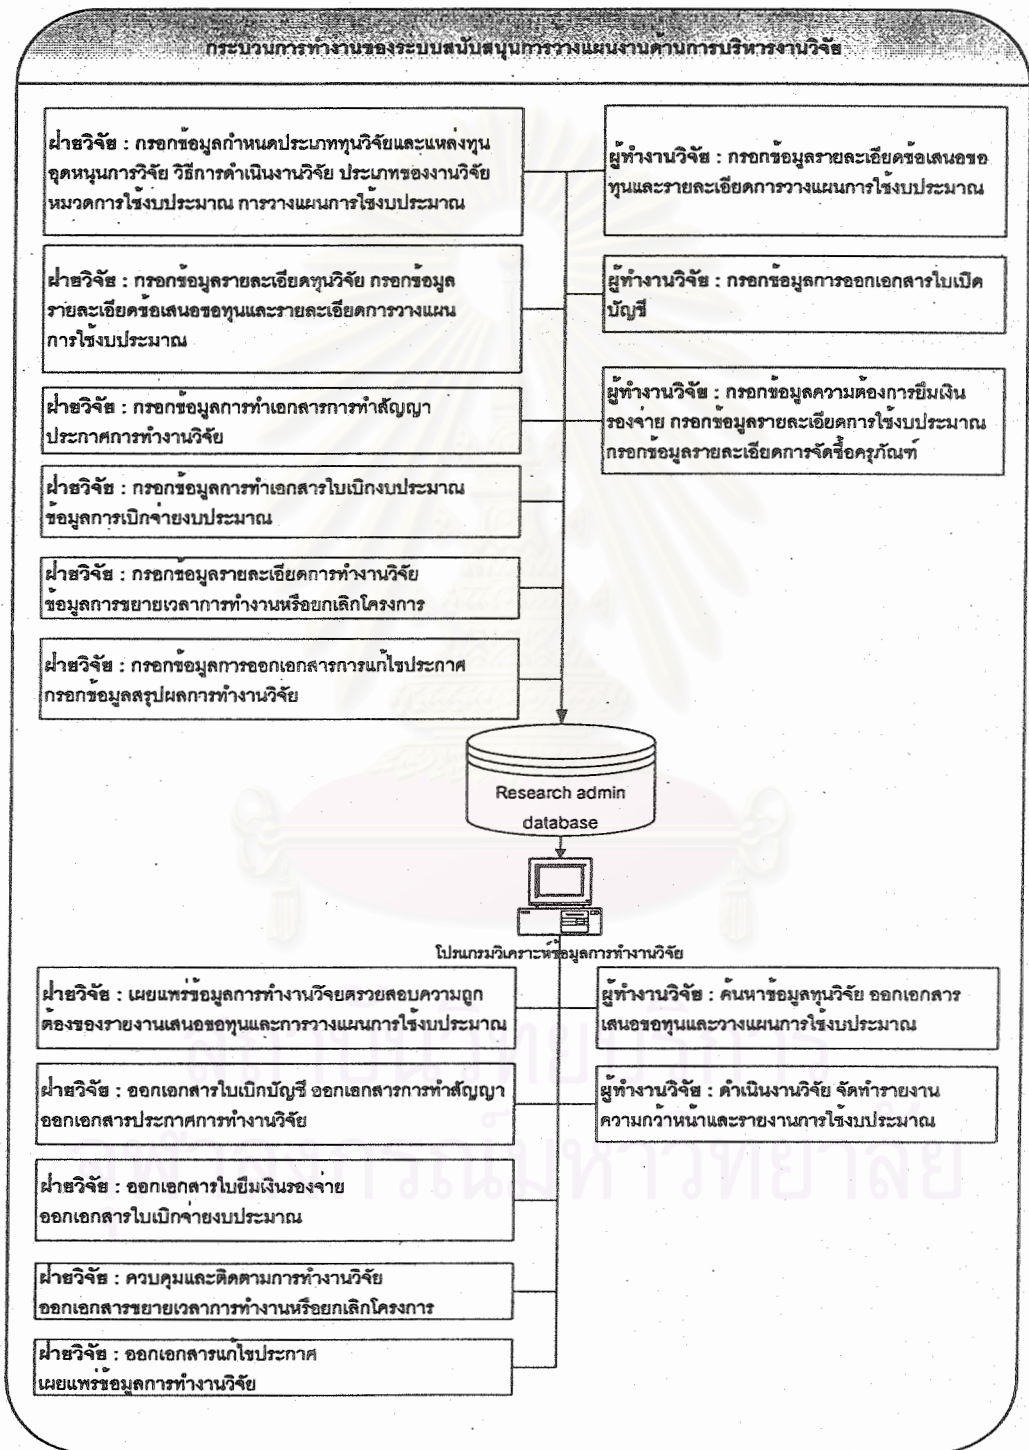 กระบวนการทำงานของระบบสนับสนุนการวางแผนงานด้านการบริหารงานวิจัย
ฝ่ายวิจัย : กรอกข้อมูลกำหนดประเภททุนวิจัยและแหล่งทุน
อุดหนุนการวิจัย วิธีการดำเนินงานวิจัย ประเภทของงานวิจัย
หมวดการใช้งบประมาณ การวางแผนการใช้งบประมาณ
ผู้ทำงานวิจัย : กรอกข้อมูลรายละเอียดข้อเสนอขอ
ทุนและรายละเอียดการวางแผนการใช้งบประมาณ
ฝ่ายวิจัย : กรอกข้อมูลรายละเอียดทุนวิจัย กรอกข้อมูล
รายละเอียดข้อเสนอขอทุนและรายละเอียดการวางแผน
การใช้งบประมาณ
ผู้ทำงานวิจัย : กรอกข้อมูลการออกเอกสารใบเปิด
บัญชี
ฝ่ายวิจัย : กรอกข้อมูลการทำเอกสารการทำสัญญา
ประกาศการทำงานวิจัย
ผู้ทำงานวิจัย : กรอกข้อมูลความต้องการยืมเงิน
รองจ่าย กรอกข้อมูลรายละเอียดการใช้งบประมาณ
กรอกข้อมูลรายละเอียดการจัดซื้อครุภัณฑ์
ฝ่ายวิจัย : กรอกข้อมูลการทำเอกสารใบเบิกงบประมาณ
ข้อมูลการเบิกจ่ายงบประมาณ
ฝ่ายวิจัย : กรอกข้อมูลรายละเอียดการทำงานวิจัย
ข้อมูลการขยายเวลาการทำงานหรือยกเลิกโครงการ
ฝ่ายวิจัย : กรอกข้อมูลการออกเอกสารการแก้ไขประกาศ
กรอกข้อมูลสรุปผลการทำงานวิจัย
Research admin
database
โปรแกรมวิเคราะห์ข้อมูลการทำงานวิจัย
ฝ่ายวิจัย : เผยแพร่ข้อมูลการทำงานวิจยตรวยสอบความถูก
ต้องของรายงานเสนอขอทุนและการวางแผนการใช้งบประมาณ
ผู้ทำงานวิจัย : ค้นหาข้อมูลทุนวิจัย ออกเอกสาร
เสนอขอทุนและวางแผนการใช้งบประมาณ
ฝ่ายวิจัย : ออกเอกสารใบเบิกบัญชี ออกเอกสารการทำสัญญา
ออกเอกสารประกาศการทำงานวิจัย
ผู้ทำงานวิจัย : ดำเนินงานวิจัย จัดทำรายงาน
ความกว้าหน้าและรายงานการใช้งบประมาณ
ฝ่ายวิจัย : ออกเอกสารใบยืมเงินรองจ่าย
ออกเอกสารใบเบิกจ่ายงบประมาณ
ฝ่ายวิจัย : ควบคุมและติดตามการทำงานวิจัย
ออกเอกสารขยายเวลาการทำงานหรือยกเลิกโครงการ
ฝ่ายวิจัย : ออกเอกสารแก้ไขประกาศ
เผยแพร่ข้อมูลการทำงานวิจัย
สถาบันวิทยบริการ
จุฬาลงกรณ์มหาวิทยาลัย